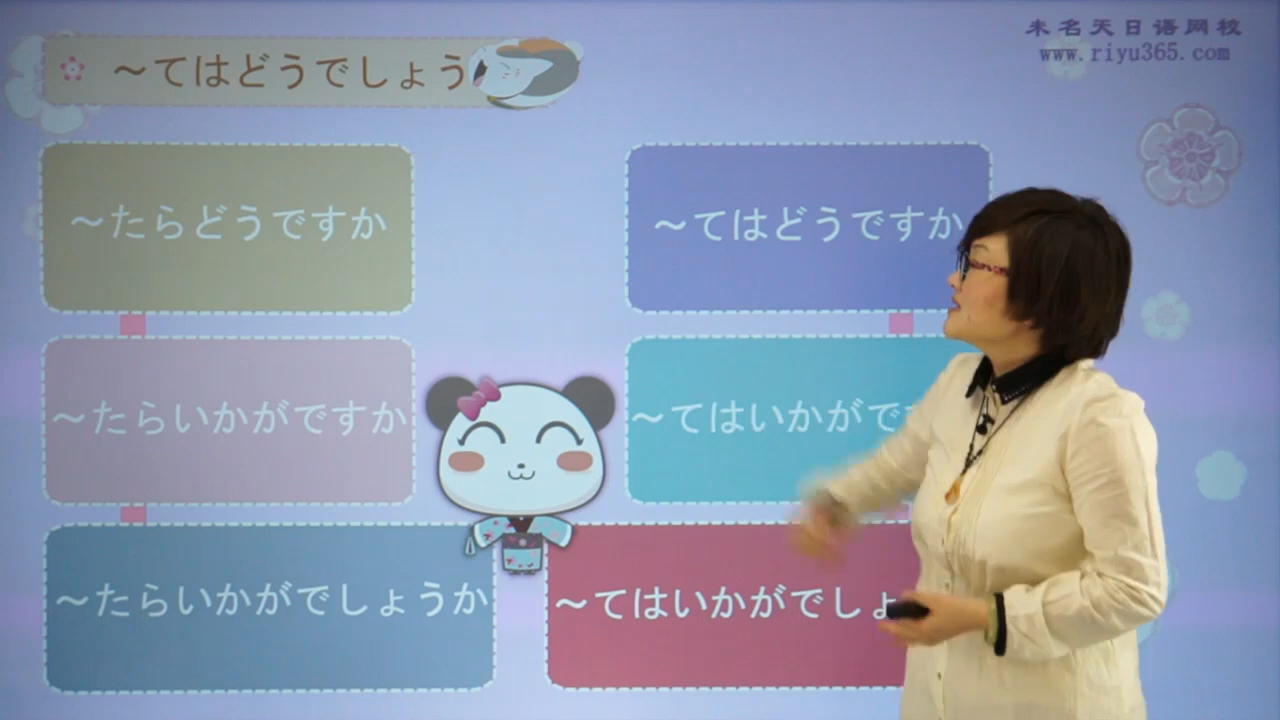 未名天日语网校
www.riyu365.com
～てはどうでしょう
～たらどうですか
～てはどうですか
～たらいかがですか
～てはいかがで
～たらいかがでしょうか
～てはいかがでしょ